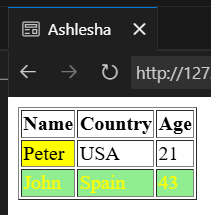 Ashlesha
http://127
Name Country Age
Peter USA 21
John Spain 43